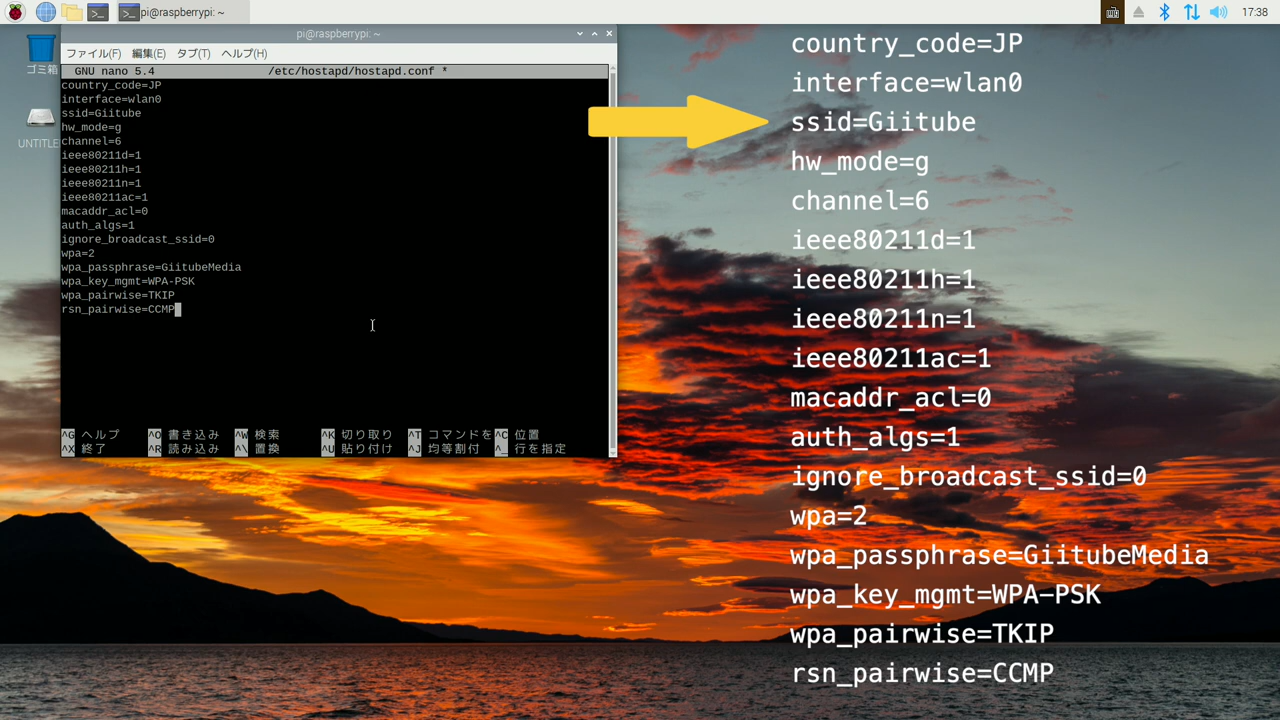 pi@raspberrypi: ~
17:38
ゴミ箱
UNTITLE
pi@raspberrypi: ~
ファイル(F) 編集(E) タブ(T) ヘルプ(H)
GNU nano 5.4 /etc/hostapd/hostapd.conf *
country_code=JP
interface=wlan0
ssid=Giitube
hw_mode=g
channel=6
ieee80211d=1
ieee80211h=1
ieee80211n=1
ieee80211ac=1
macaddr_acl=0
auth_algs=1
ignore_broadcast_ssid=0
wpa=2
wpa_passphrase=GiitubeMedia
wpa_key_mgmt=WPA-PSK
wpa_pairwise=TKIP
rsn_pairwise=CCMP
^G ヘルプ ^O 書き込み ^W 検索 ^K 切り取り ^T コマンドを ^C 位置
^X 終了 ^R 読み込み ^\ 置換 ^U 貼り付け ^J 均等割付 ^_ 行を指定
country_code=JP
interface=wlan0
ssid=Giitube
hw_mode=g
channel=6
ieee80211d=1
ieee80211h=1
ieee80211n=1
ieee80211ac=1
macaddr_acl=0
auth_algs=1
ignore_broadcast_ssid=0
wpa=2
wpa_passphrase=GiitubeMedia
wpa_key_mgmt=WPA-PSK
wpa_pairwise=TKIP
rsn_pairwise=CCMP